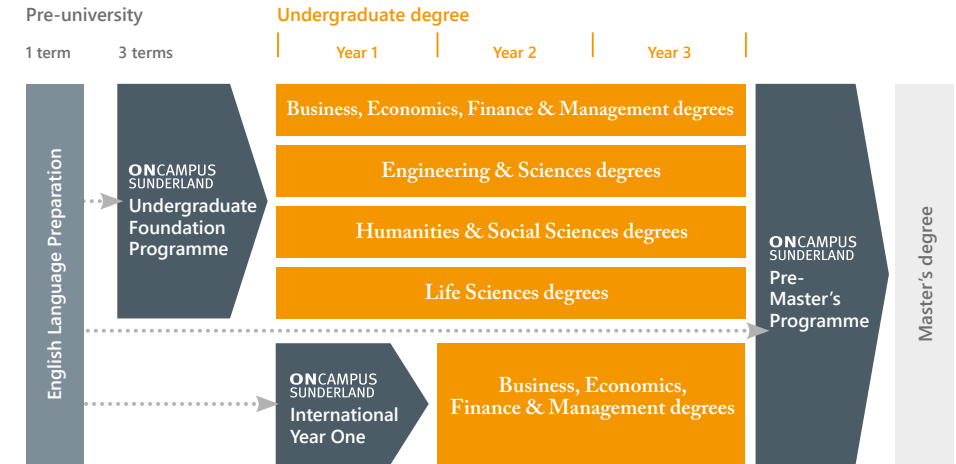 Pre-university
Undergraduate degree
1 term
3 terms
Year 1
Year 2
Year 3
English Language Preparation
ONCAMPUS
SUNDERLAND
Undergraduate
Foundation
Programme
Business, Economics, Finance & Management degrees
Engineering & Sciences degrees
Humanities & Social Sciences degrees
Life Sciences degrees
ONCAMPUS
SUNDERLAND
International
Year One
Business, Economics,
Finance & Management degrees
ONCAMPUS
SUNDERLAND
Pre-
Master's
Programme
Master's degree